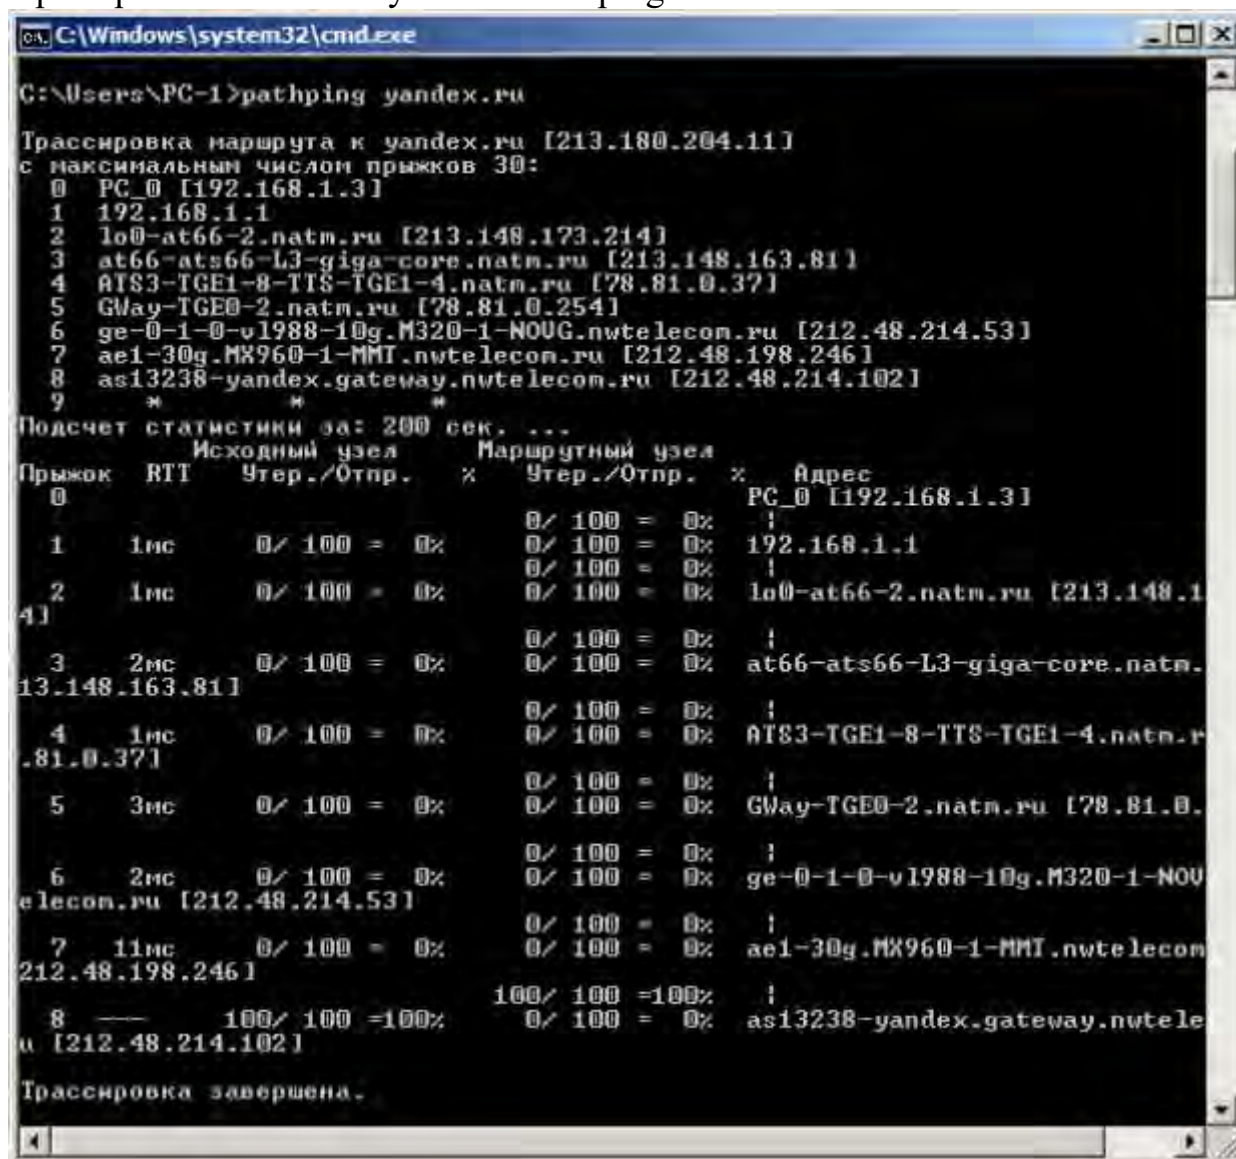 C:\Windows\system32\cmd.exe
C:\Users\PC-1>pathping yandex.ru
Трассировка маршрута к yandex.ru [213.180.204.11]
с максимальным числом прыжков 30:
0 PC_0 [192.168.1.3]
1 192.168.1.1
2 lo0-at66-2.natm.ru [213.148.173.214]
3 at66-ats66-L3-giga-core.natm.ru [213.148.163.81]
4 ATS3-TGE1-8-TTS-TGE1-4.natm.ru [78.81.0.37]
5 GWay-TGE0-2.natm.ru [78.81.0.254]
6 ge-0-1-0-vl988-10g.M320-1-NOVG.nwtelecom.ru [212.48.214.53]
7 ae1-30g.MX960-1-MMT.nwtelecom.ru [212.48.198.246]
8 as13238-yandex.gateway.nwtelecom.ru [212.48.214.102]
9 * * *
Подсчет статистики за: 200 сек. ...
Исходный узел Маршрутный узел
Прыжок RTT Утер./Отпр. % Утер./Отпр. % Адрес
0 PC_0 [192.168.1.3]
0/ 100 = 0% |
1 1мс 0/ 100 = 0% 0/ 100 = 0% 192.168.1.1
0/ 100 = 0% |
2 1мс 0/ 100 = 0% 0/ 100 = 0% lo0-at66-2.natm.ru [213.148.1
4]
0/ 100 = 0% |
3 2мс 0/ 100 = 0% 0/ 100 = 0% at66-ats66-L3-giga-core.natm.
13.148.163.81]
0/ 100 = 0% |
4 1мс 0/ 100 = 0% 0/ 100 = 0% ATS3-TGE1-8-TTS-TGE1-4.natm.r
.81.0.37]
0/ 100 = 0% |
5 3мс 0/ 100 = 0% 0/ 100 = 0% GWay-TGE0-2.natm.ru [78.81.0.
0/ 100 = 0% |
6 2мс 0/ 100 = 0% 0/ 100 = 0% ge-0-1-0-vl988-10g.M320-1-NOV
elecom.ru [212.48.214.53]
0/ 100 = 0% |
7 11мс 0/ 100 = 0% 0/ 100 = 0% ae1-30g.MX960-1-MMT.nwtelecom
212.48.198.246]
100/ 100 =100% |
8 --- 100/ 100 =100% 0/ 100 = 0% as13238-yandex.gateway.nwtele
u [212.48.214.102]
Трассировка завершена.